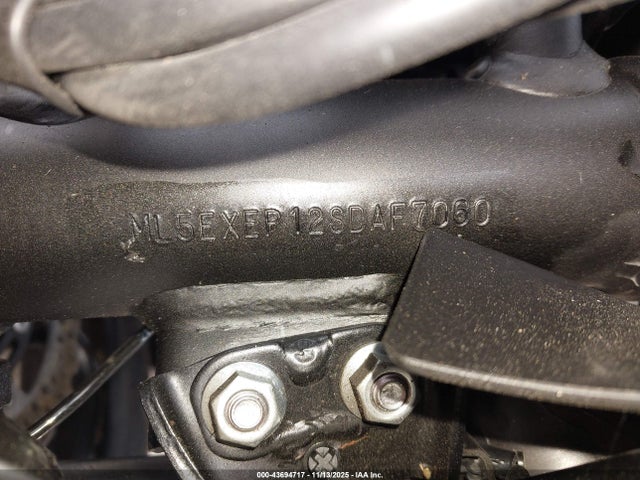 ML5EXEP12SDAF7060
000-43694717 - 11/13/2025 - IAA Inc.